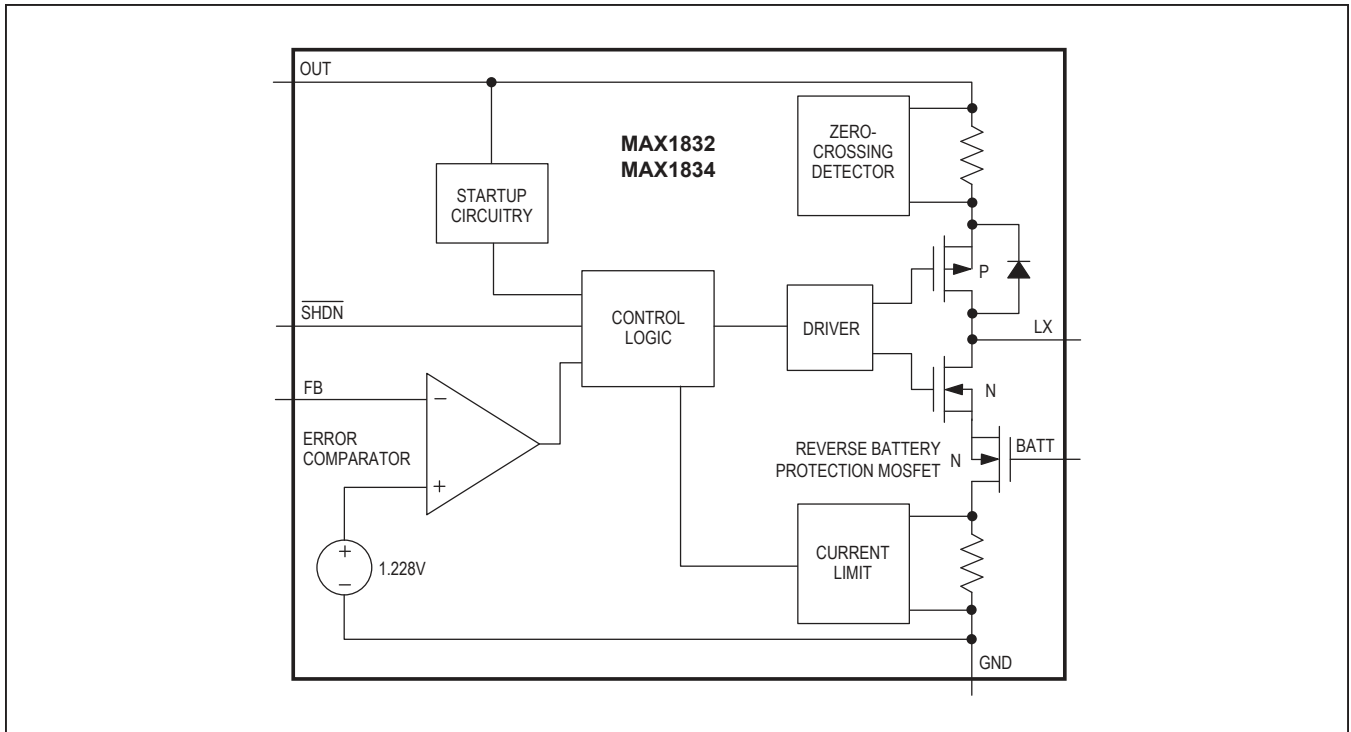 OUT
MAX1832
MAX1834
ZERO-
CROSSING
DETECTOR
STARTUP
CIRCUITRY
P
SHDN
CONTROL
LOGIC
DRIVER
LX
FB
−
N
ERROR
COMPARATOR
REVERSE BATTERY
PROTECTION MOSFET
N
BATT
+
+
−
1.228V
CURRENT
LIMIT
GND